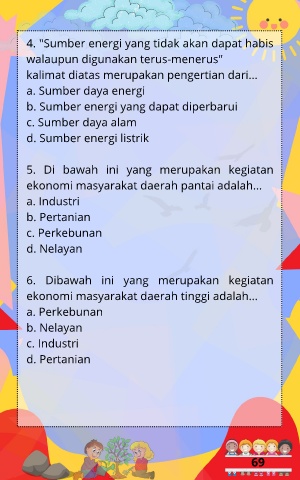 4. "Sumber energi yang tidak akan dapat habis
walaupun digunakan terus-menerus"
kalimat diatas merupakan pengertian dari...
a. Sumber daya energi
b. Sumber energi yang dapat diperbarui
c. Sumber daya alam
d. Sumber energi listrik
5. Di bawah ini yang merupakan kegiatan
ekonomi masyarakat daerah pantai adalah...
a. Industri
b. Pertanian
c. Perkebunan
d. Nelayan
6. Dibawah ini yang merupakan kegiatan
ekonomi masyarakat daerah tinggi adalah...
a. Perkebunan
b. Nelayan
c. Industri
d. Pertanian
69